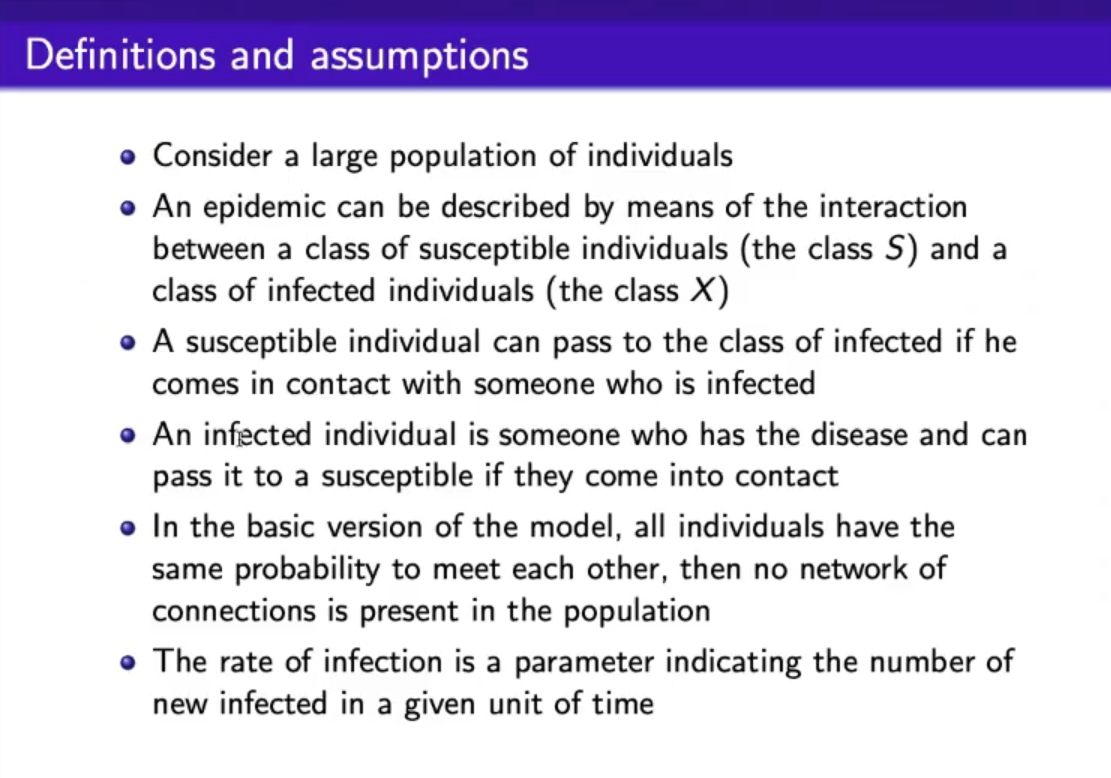 Definitions and assumptions
Consider a large population of individuals
An epidemic can be described by means of the interaction
between a class of susceptible individuals (the class S) and a
class of infected individuals (the class X)
A susceptible individual can pass to the class of infected if he
comes in contact with someone who is infected
An infected individual is someone who has the disease and can
pass it to a susceptible if they come into contact
In the basic version of the model, all individuals have the
same probability to meet each other, then no network of
connections is present in the population
The rate of infection is a parameter indicating the number of
new infected in a given unit of time